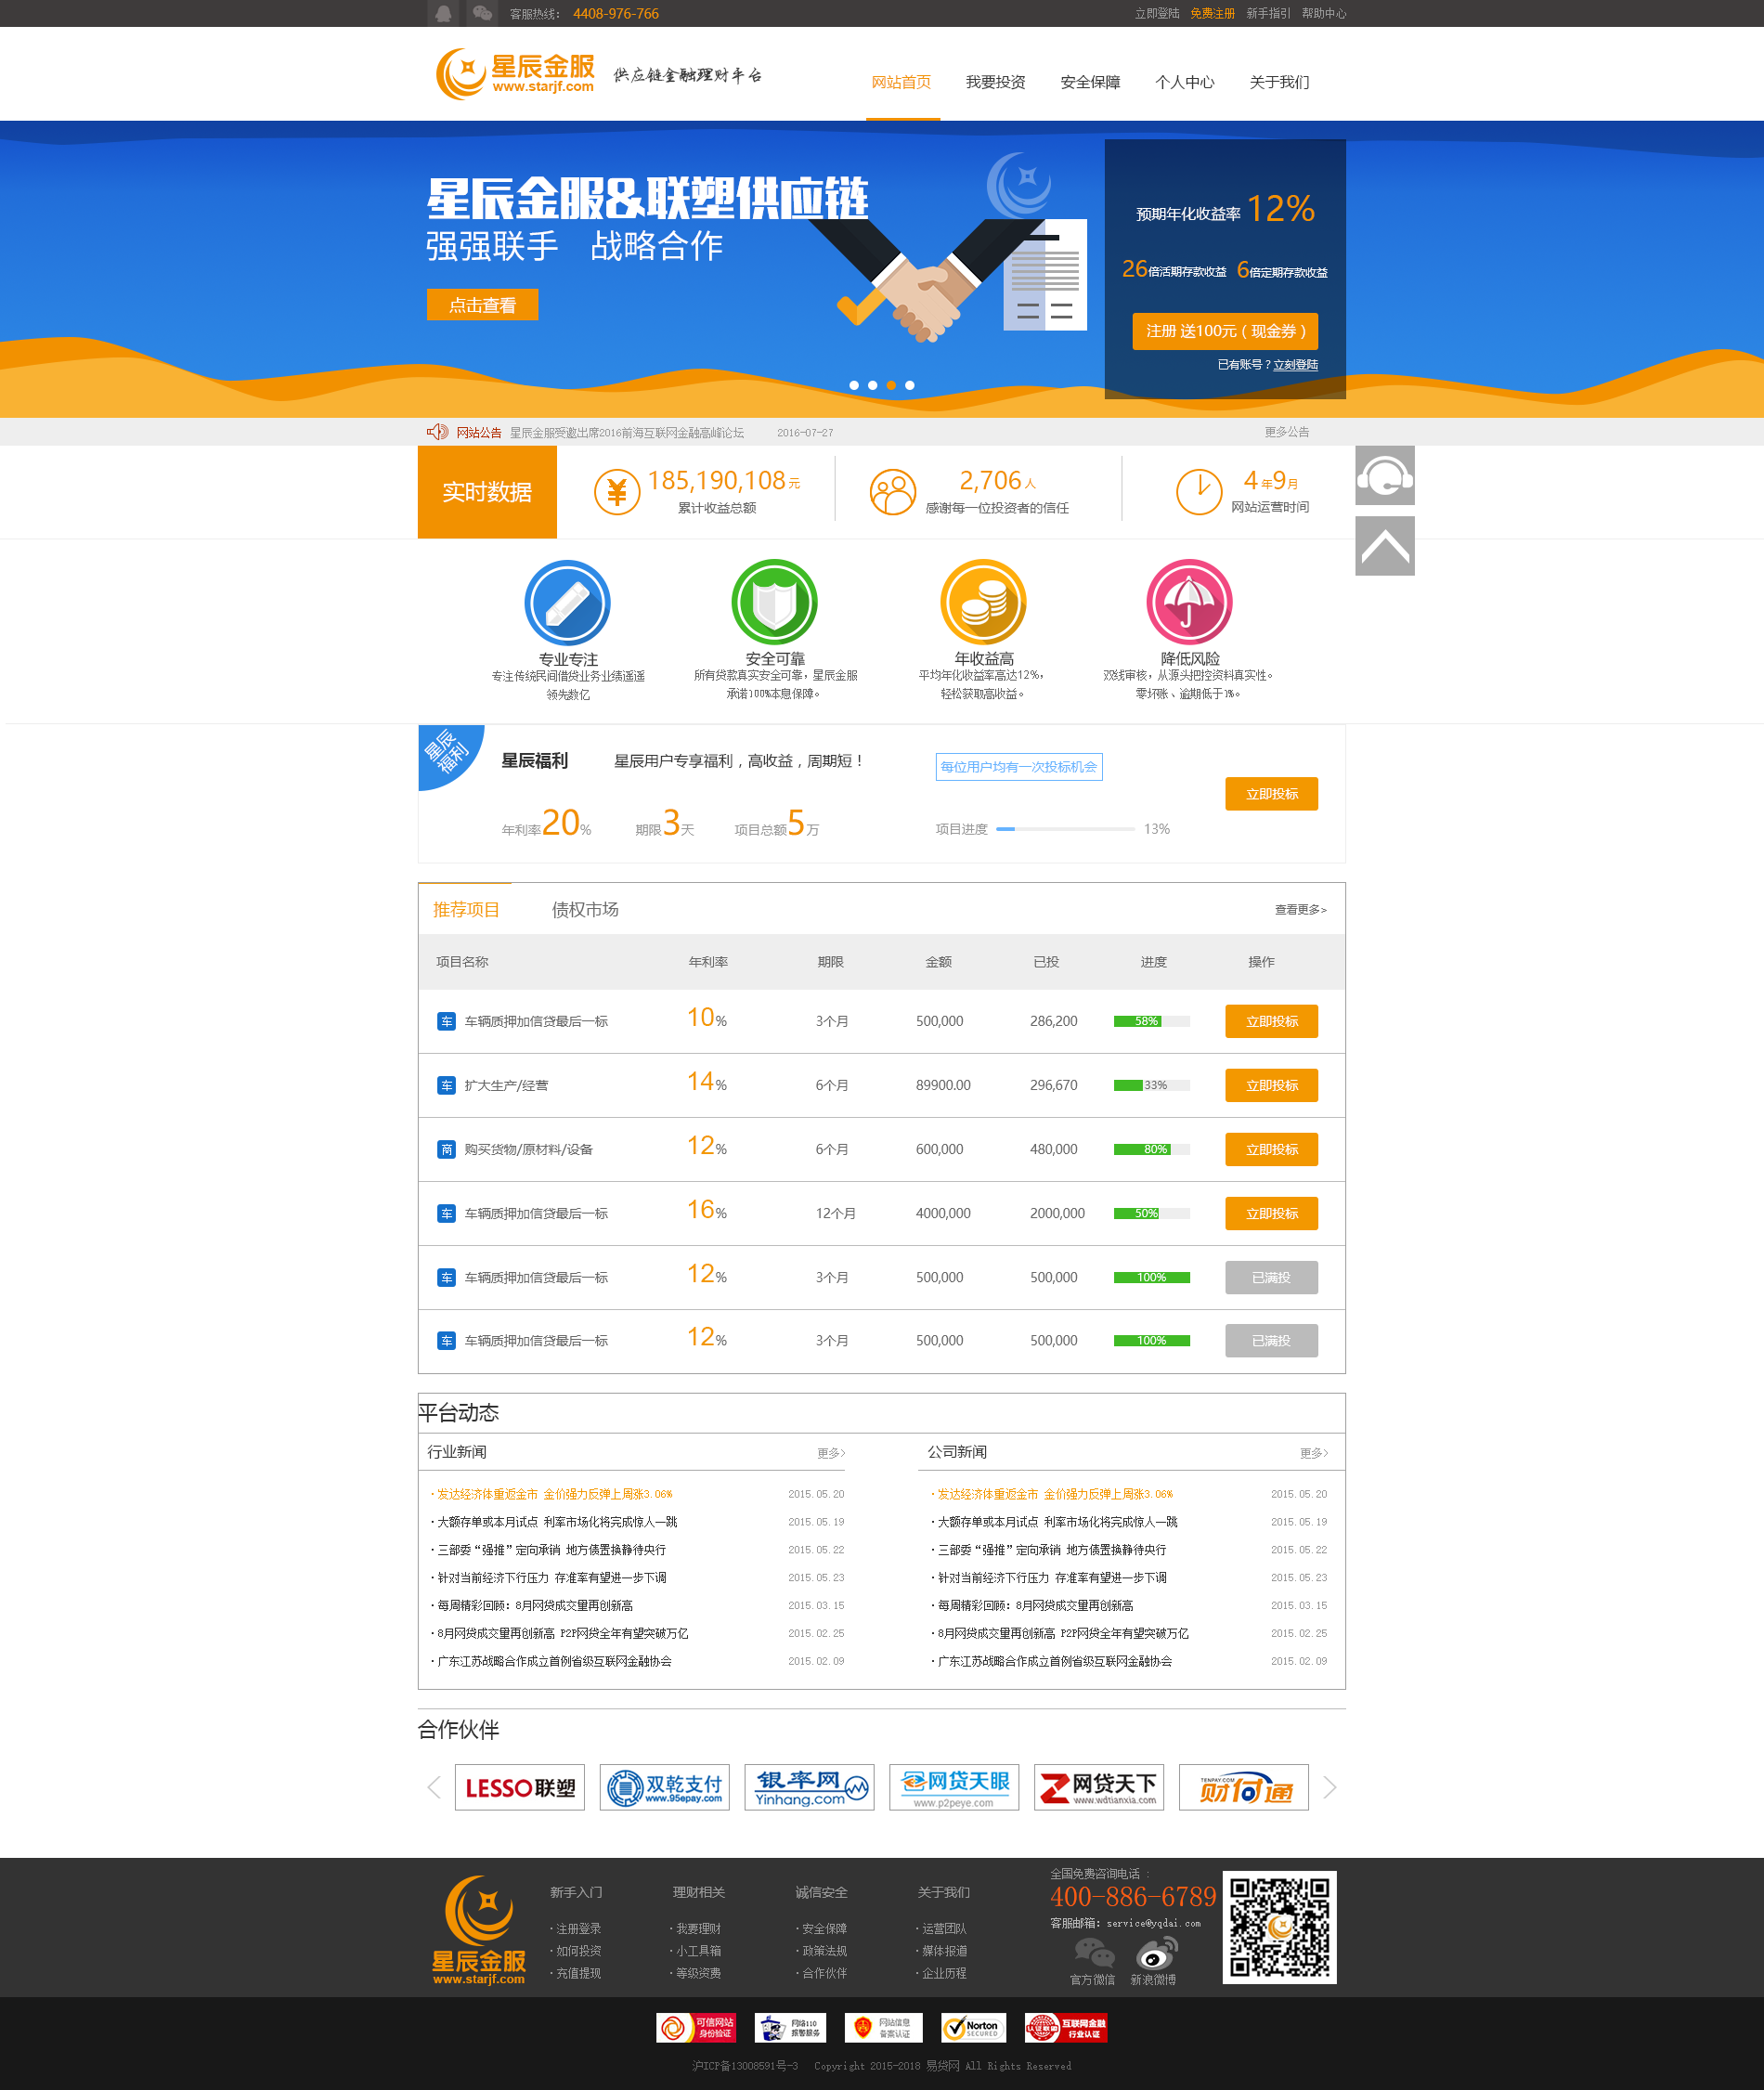 客服热线: 4408-976-766
立即登陆 免费注册 新手指引 帮助中心
星辰金服
www.starjf.com
供应链金融理财平台
网站首页 我要投资 安全保障 个人中心 关于我们
星辰金服&联塑供应链
强强联手 战略合作
点击查看
预期年化收益率 12%
26倍活期存款收益 6倍定期存款收益
注册 送100元（现金券）
已有账号？立刻登陆
网站公告 星辰金服受邀出席2016前海互联网金融高峰论坛 2016-07-27 更多公告
实时数据
185,190,108 元
累计收益总额
2,706 人
感谢每一位投资者的信任
4 年 9 月
网站运营时间
专业专注
专注传统民间借贷业务业绩遥遥
领先数亿
安全可靠
所有贷款真实安全可靠，星辰金服
承诺100%本息保障。
年收益高
平均年化收益率高达12%，
轻松获取高收益。
降低风险
双线审核，从源头把控资料真实性。
零坏账、逾期低于1%。
星辰
福利
星辰福利 星辰用户专享福利，高收益，周期短！ 每位用户均有一次投标机会
立即投标
年利率20% 期限3天 项目总额5万 项目进度 13%
推荐项目 债权市场 查看更多>
项目名称 年利率 期限 金额 已投 进度 操作
车 车辆质押加信贷最后一标 10% 3个月 500,000 286,200 58% 立即投标
车 扩大生产/经营 14% 6个月 89900.00 296,670 33% 立即投标
商 购买货物/原材料/设备 12% 6个月 600,000 480,000 80% 立即投标
车 车辆质押加信贷最后一标 16% 12个月 4000,000 2000,000 50% 立即投标
车 车辆质押加信贷最后一标 12% 3个月 500,000 500,000 100% 已满投
车 车辆质押加信贷最后一标 12% 3个月 500,000 500,000 100% 已满投
平台动态
行业新闻 更多>
·发达经济体重返金市 金价强力反弹上周涨3.06% 2015.05.20
·大额存单或本月试点 利率市场化将完成惊人一跳 2015.05.19
·三部委“强推”定向承销 地方债置换静待央行 2015.05.22
·针对当前经济下行压力 存准率有望进一步下调 2015.05.23
·每周精彩回顾：8月网贷成交量再创新高 2015.03.15
·8月网贷成交量再创新高 P2P网贷全年有望突破万亿 2015.02.25
·广东江苏战略合作成立首例省级互联网金融协会 2015.02.09
公司新闻 更多>
·发达经济体重返金市 金价强力反弹上周涨3.06% 2015.05.20
·大额存单或本月试点 利率市场化将完成惊人一跳 2015.05.19
·三部委“强推”定向承销 地方债置换静待央行 2015.05.22
·针对当前经济下行压力 存准率有望进一步下调 2015.05.23
·每周精彩回顾：8月网贷成交量再创新高 2015.03.15
·8月网贷成交量再创新高 P2P网贷全年有望突破万亿 2015.02.25
·广东江苏战略合作成立首例省级互联网金融协会 2015.02.09
合作伙伴
LESSO联塑
双乾支付
www.95epay.com
银率网
Yinhang.com
网贷天眼
www.p2peye.com
网贷天下
www.wdtianxia.com
TENPAY.COM
财付通
星辰金服
www.starjf.com
新手入门 理财相关 诚信安全 关于我们
·注册登录 ·我要理财 ·安全保障 ·运营团队
·如何投资 ·小工具箱 ·政策法规 ·媒体报道
·充值提现 ·等级资费 ·合作伙伴 ·企业历程
全国免费咨询电话 :
400-886-6789
客服邮箱: service@yqdai.com
官方微信 新浪微博
可信网站
身份验证
网络110
报警服务
网站信息
备案认证
Norton
SECURED
认证联盟
互联网金融
行业认证
沪ICP备13008591号-3 Copyright 2015-2018 易贷网 All Rights Reserved